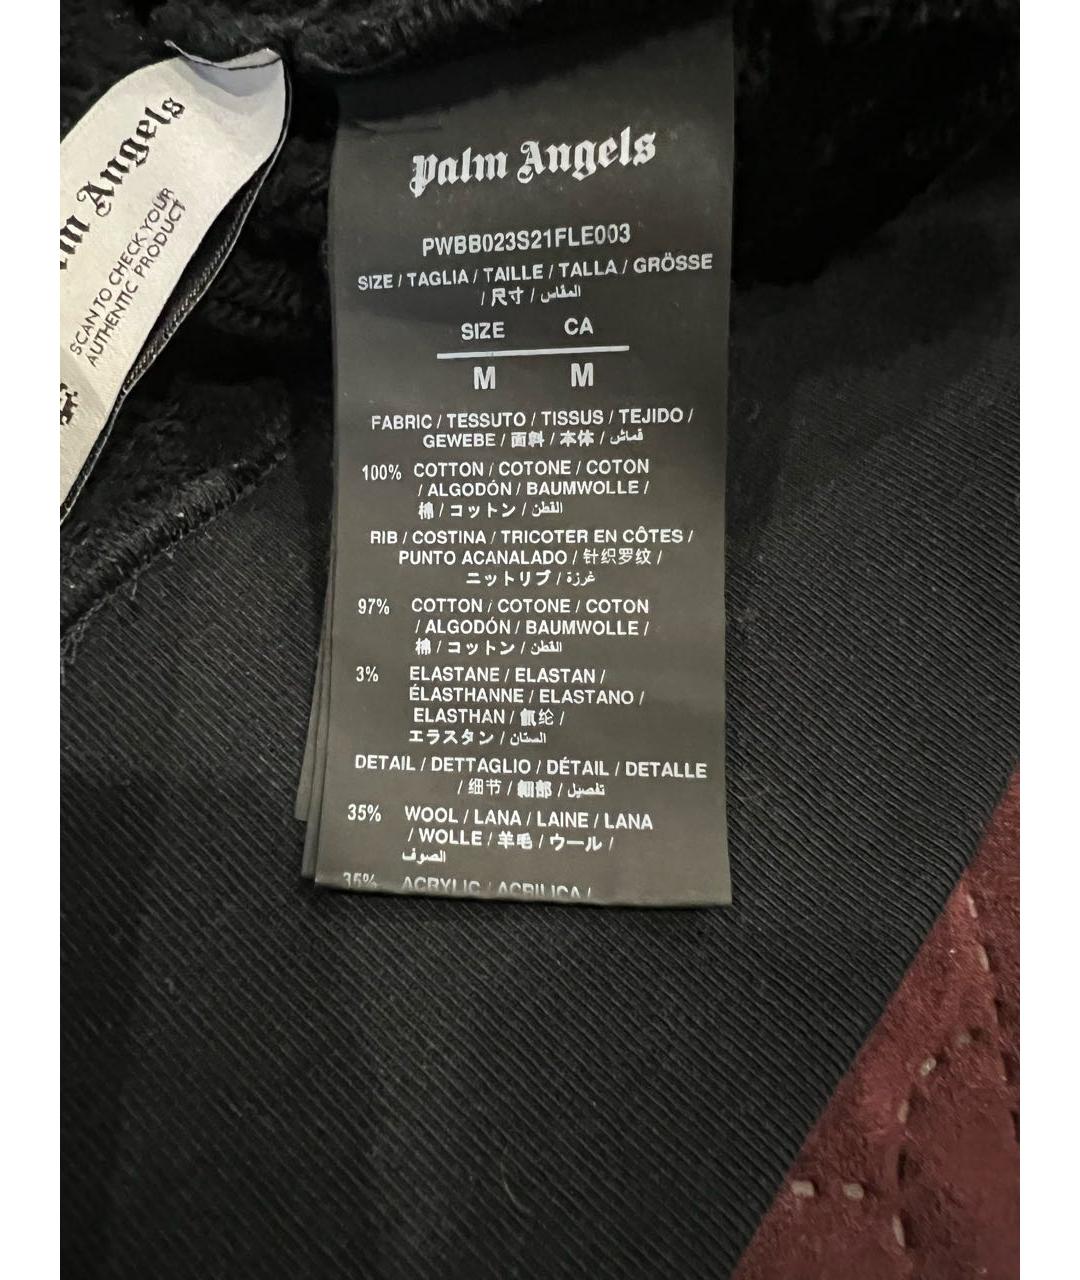 Palm Angels
SCAN TO CHECK YOUR
AUTHENTIC PRODUCT
Palm Angels
PWBB023S21FLE003
SIZE / TAGLIA / TAILLE / TALLA / GRÖSSE
/ 尺寸 / المقاس
SIZE CA
M M
FABRIC / TESSUTO / TISSUS / TEJIDO /
GEWEBE / 面料 / 本体 / قماش
100% COTTON / COTONE / COTON
/ ALGODÓN / BAUMWOLLE /
棉 / コットン / القطن
RIB / COSTINA / TRICOTER EN CÔTES /
PUNTO ACANALADO / 针织罗纹 /
ニットリブ / غرزة
97% COTTON / COTONE / COTON
/ ALGODÓN / BAUMWOLLE /
棉 / コットン / القطن
3% ELASTANE / ELASTAN /
ÉLASTHANNE / ELASTANO /
ELASTHAN / 氨纶 /
エラスタン / الستان
DETAIL / DETTAGLIO / DÉTAIL / DETALLE
/ 细节 / 細部 / تفصيل
35% WOOL / LANA / LAINE / LANA
/ WOLLE / 羊毛 / ウール /
الصوف
35% ACRYLIC / ACRILICA /